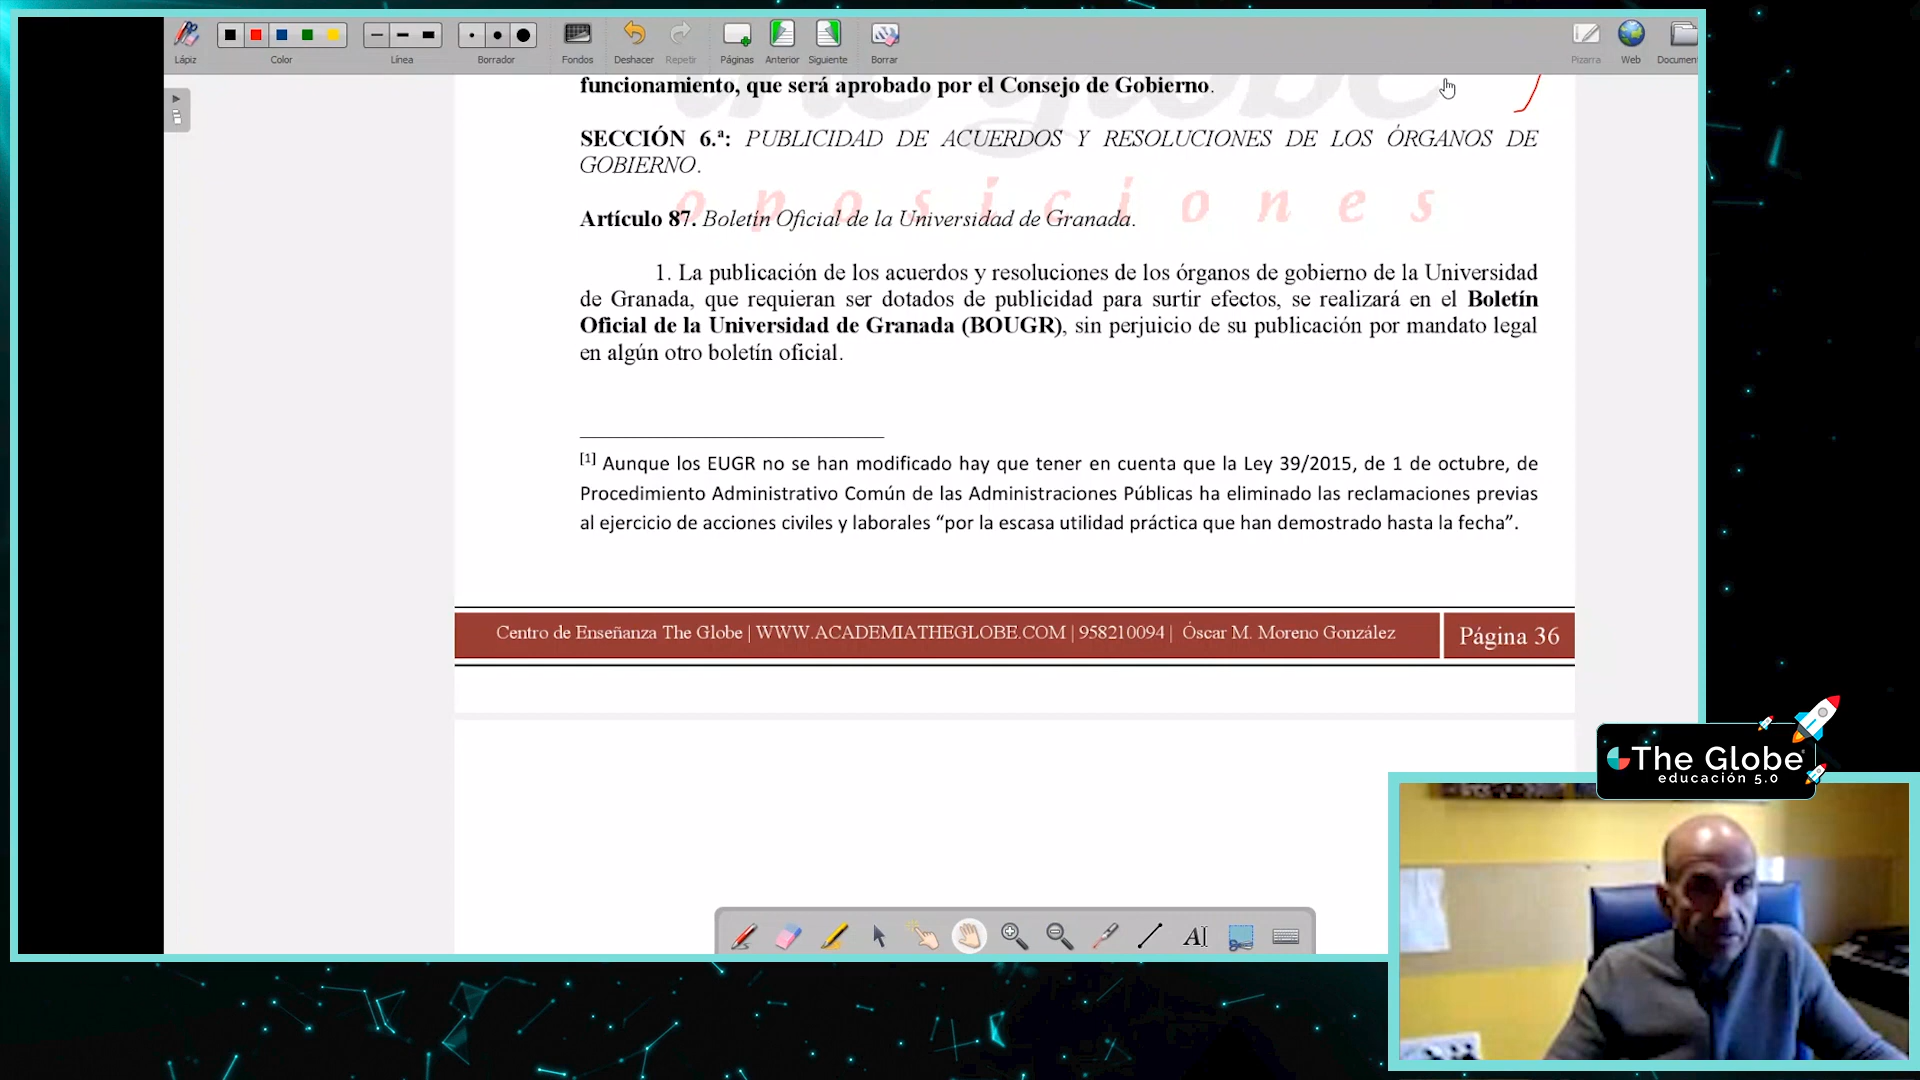 Lápiz
Color
Línea
Borrador
Fondos
Deshacer
Repetir
Páginas
Anterior
Siguiente
Borrar
Pizarra
Web
Documen
the globe
funcionamiento, que será aprobado por el Consejo de Gobierno.
SECCIÓN 6.ª: PUBLICIDAD DE ACUERDOS Y RESOLUCIONES DE LOS ÓRGANOS DE
GOBIERNO.
oposiciones
Artículo 87. Boletín Oficial de la Universidad de Granada.
1. La publicación de los acuerdos y resoluciones de los órganos de gobierno de la Universidad
de Granada, que requieran ser dotados de publicidad para surtir efectos, se realizará en el Boletín
Oficial de la Universidad de Granada (BOUGR), sin perjuicio de su publicación por mandato legal
en algún otro boletín oficial.
[1] Aunque los EUGR no se han modificado hay que tener en cuenta que la Ley 39/2015, de 1 de octubre, de
Procedimiento Administrativo Común de las Administraciones Públicas ha eliminado las reclamaciones previas
al ejercicio de acciones civiles y laborales “por la escasa utilidad práctica que han demostrado hasta la fecha”.
Centro de Enseñanza The Globe | WWW.ACADEMIATHEGLOBE.COM | 958210094 | Óscar M. Moreno González
Página 36
The Globe
educación 5.0
AI